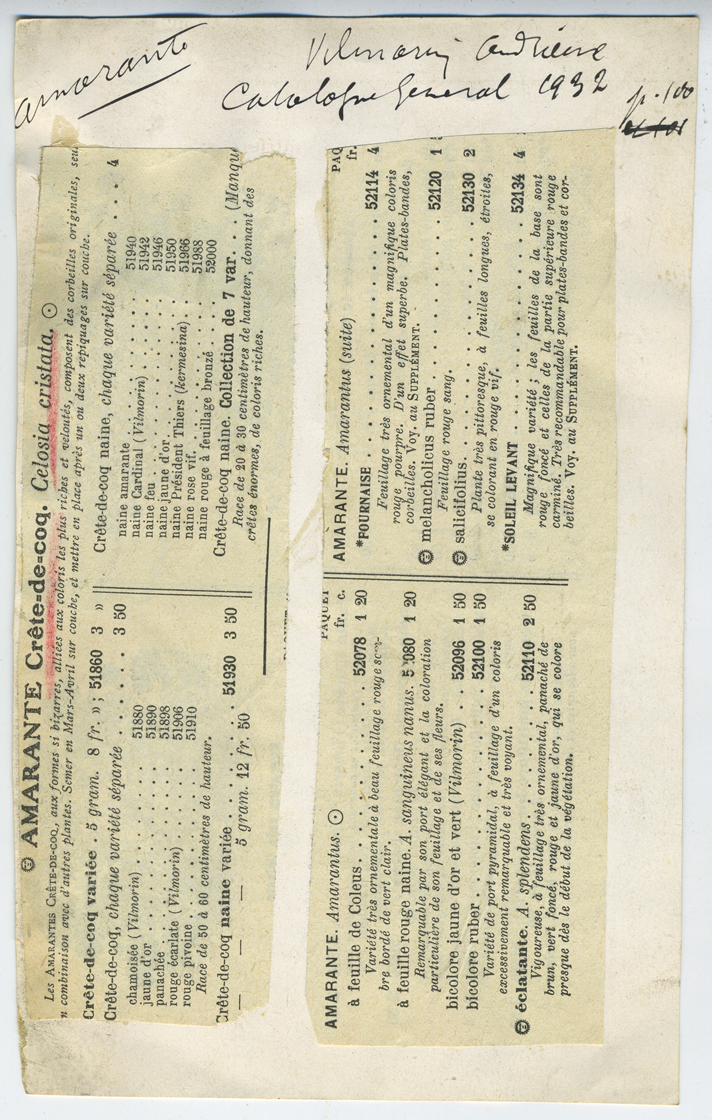 Amarante
Vilmorin Andrieux
Catalogue General 1932
p. 100
AMARANTE Crête-de-coq. Celosia cristata. ⊙
Les AMARANTES CRÊTE-DE-COQ, aux formes si bizarres, alliées aux coloris les plus riches et veloutés, composent des corbeilles originales,
combinaison avec d'autres plantes. Semer en Mars-Avril sur couche, et mettre en place après un ou deux repiquages sur couche.
Crête-de-coq variée . 5 gram. 8 fr. »; 51860 3 »
Crête-de-coq, chaque variété séparée . . . . . . . 3 50
chamoisée (Vilmorin) . . . . . . 51880
jaune d'or . . . . . . . . . . 51890
panachée . . . . . . . . . . 51898
rouge écarlate (Vilmorin) . . . . 51906
rouge pivoine . . . . . . . . 51910
Race de 50 à 60 centimètres de hauteur.
Crête-de-coq naine variée . . . . . . . . 51930 3 50
— — — 5 gram. 12 fr. 50
Crête-de-coq naine, chaque variété séparée . . . 4
naine amarante . . . . . . . . 51940
naine Cardinal (Vilmorin) . . . . 51942
naine feu . . . . . . . . . . 51946
naine jaune d'or . . . . . . . . 51950
naine Président Thiers (kermesina) . . 51966
naine rose vif . . . . . . . . 51988
naine rouge à feuillage bronzé . . . 52000
Crête-de-coq naine. Collection de 7 var. . . (Manque
Race de 20 à 30 centimètres de hauteur, donnant des
crêtes énormes, de coloris riches.
PAQUET
fr. c.
AMARANTE. Amarantus. ⊙
à feuille de Coleus . . . . . . . . 52078 1 20
Variété très ornementale à beau feuillage rouge som-
bre bordé de vert clair.
à feuille rouge naine. A. sanguineus nanus. 5 080 1 20
Remarquable par son port élégant et la coloration
particulière de son feuillage et de ses fleurs.
bicolore jaune d'or et vert (Vilmorin) . . 52096 1 50
bicolore ruber . . . . . . . . . . 52100 1 50
Variété de port pyramidal, à feuillage d'un coloris
excessivement remarquable et très voyant.
éclatante. A. splendens . . . . . . . 52110 2 50
Vigoureuse, à feuillage très ornemental, panaché de
brun, vert foncé, rouge et jaune d'or, qui se colore
presque dès le début de la végétation.
PAQ
fr.
AMARANTE. Amarantus (suite)
*FOURNAISE . . . . . . . . . . 52114 4
Feuillage très ornemental d'un magnifique coloris
rouge pourpre. D'un effet superbe. Plates-bandes,
corbeilles. Voy. au SUPPLÉMENT.
melancholicus ruber . . . . . . . . 52120 1
Feuillage rouge sang.
salicifolius . . . . . . . . . . . 52130 2
Plante très pittoresque, à feuilles longues, étroites,
se colorant en rouge vif.
*SOLEIL LEVANT . . . . . . . . . 52134 4
Magnifique variété ; les feuilles de la base sont
rouge foncé et celles de la partie supérieure rouge
carminé. Très recommandable pour plates-bandes et cor-
beilles. Voy. au SUPPLÉMENT.